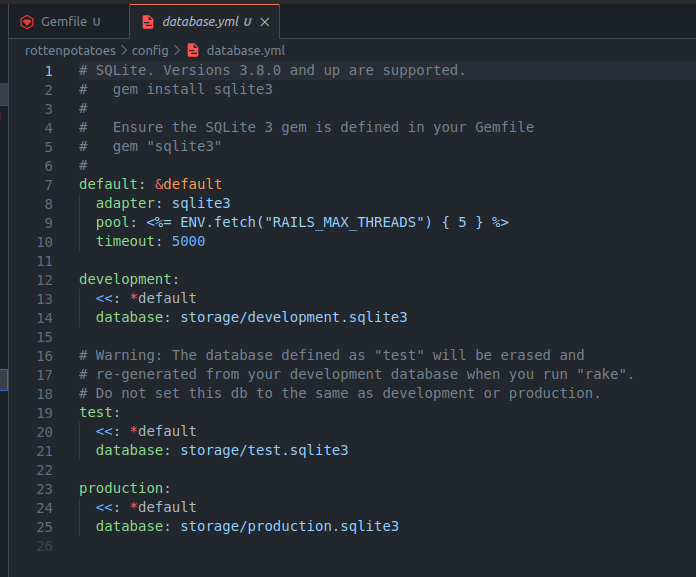 Gemfile U
database.yml U
rottenpotatoes > config > database.yml
1 # SQLite. Versions 3.8.0 and up are supported.
2 #   gem install sqlite3
3 #
4 #   Ensure the SQLite 3 gem is defined in your Gemfile
5 #   gem "sqlite3"
6 #
7 default: &default
8   adapter: sqlite3
9   pool: <%= ENV.fetch("RAILS_MAX_THREADS") { 5 } %>
10   timeout: 5000
11
12 development:
13   <<: *default
14   database: storage/development.sqlite3
15
16 # Warning: The database defined as "test" will be erased and
17 # re-generated from your development database when you run "rake".
18 # Do not set this db to the same as development or production.
19 test:
20   <<: *default
21   database: storage/test.sqlite3
22
23 production:
24   <<: *default
25   database: storage/production.sqlite3
26